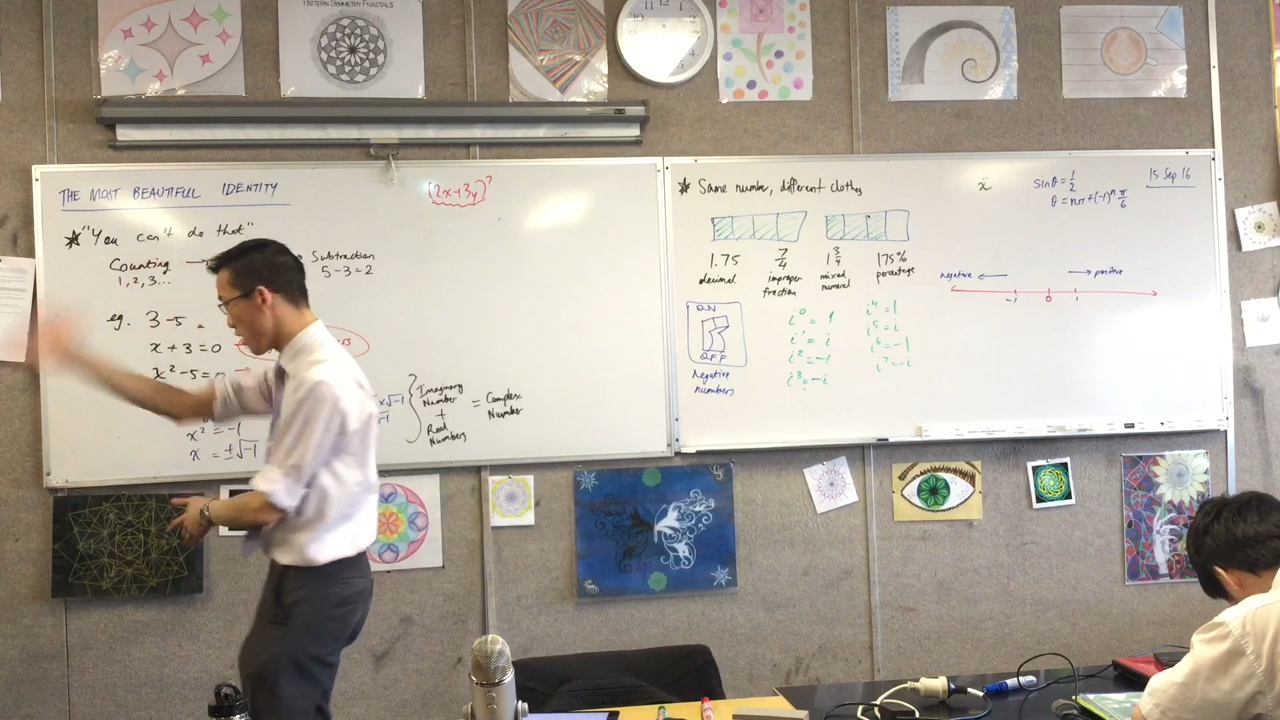 PATTERN SYMMETRY FRACTALS
THE MOST BEAUTIFUL IDENTITY
"You can't do that"
Counting →
1, 2, 3...
Subtraction
5-3=2
eg. 3-5
x+3=0
x²-5=0
x² = -1
x = ±√-1
Imaginary
Number
+
Real
Numbers
= Complex
Number
(2x+3y)⁷
Same number, different clothes
1.75
decimal
7/4
improper
fraction
1 3/4
mixed
numeral
175%
percentage
ON
OFF
Negative
numbers
i⁰ = 1
i¹ = i
i² = -1
i³ = -i
i⁴ = 1
i⁵ = i
i⁶ = -1
i⁷ = -i
ẍ
sinθ = 1/2
θ = nπ+(-1)ⁿ π/6
15 Sep 16
negative ←
→ positive
-1 0 1